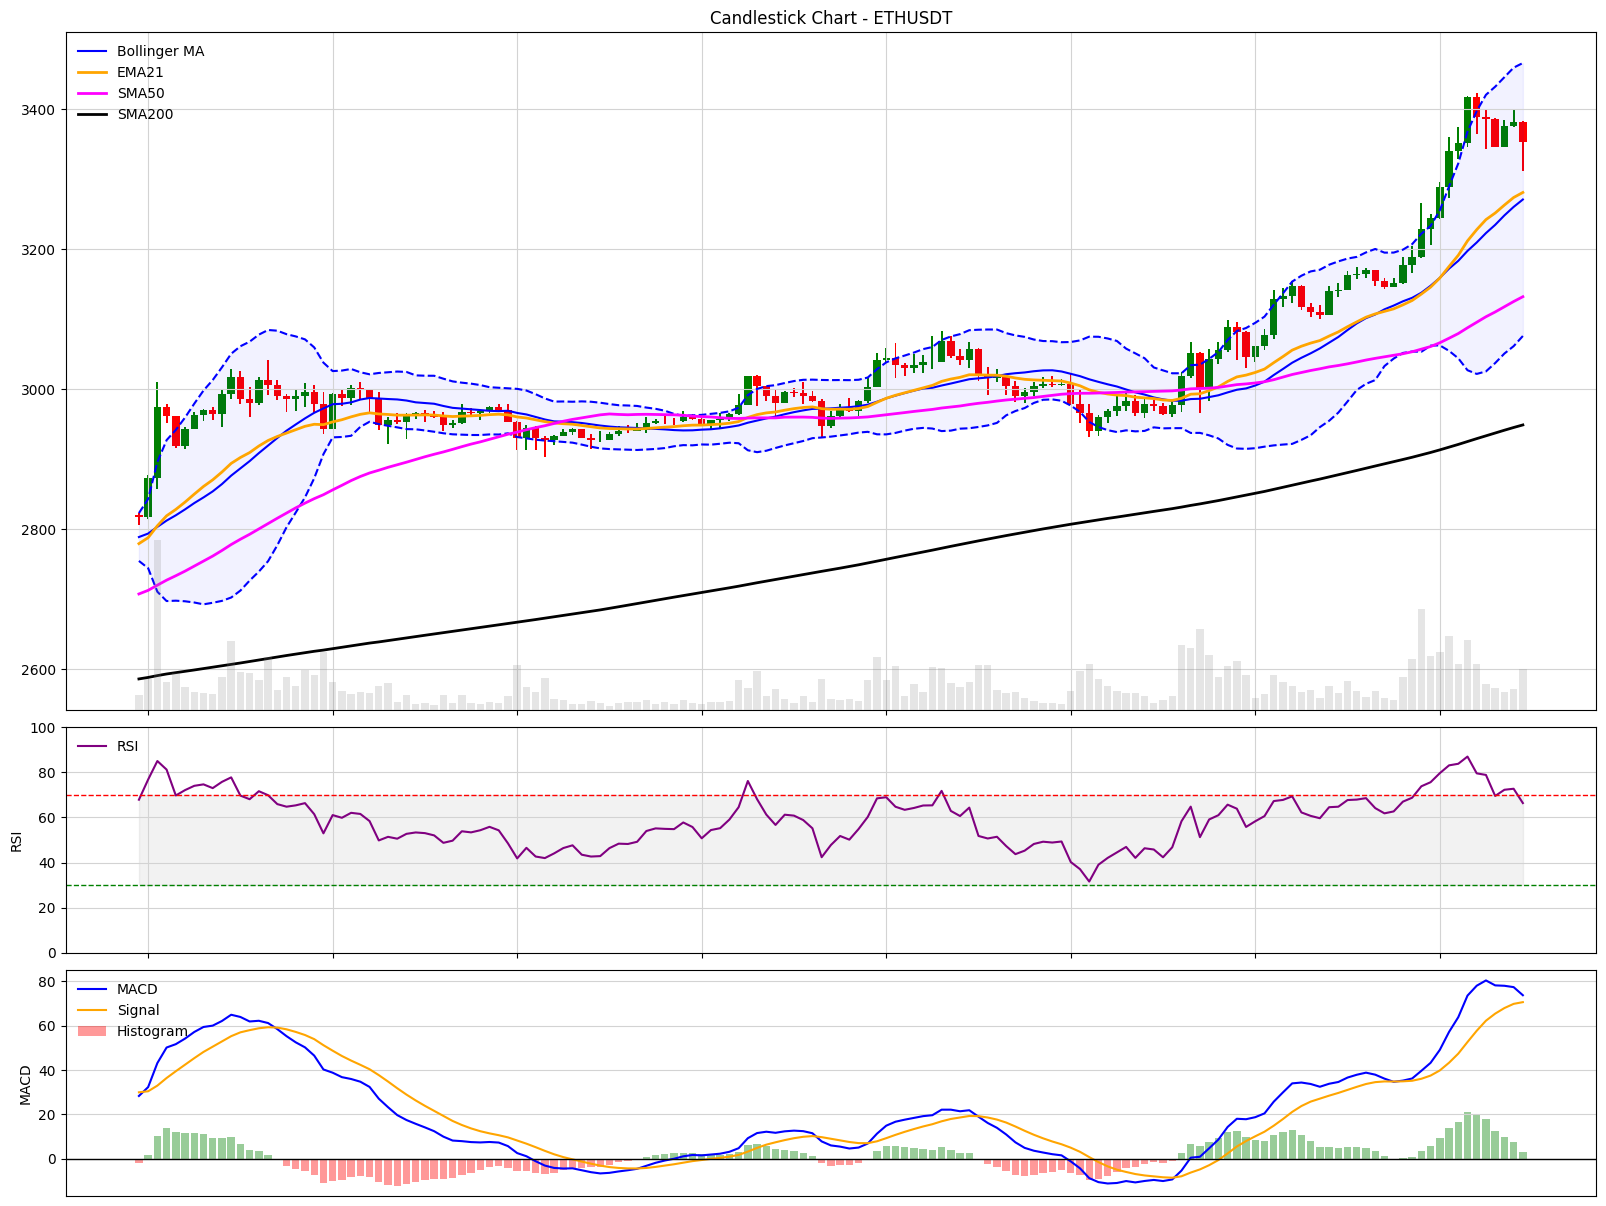 Candlestick Chart - ETHUSDT
Bollinger MA
EMA21
SMA50
SMA200
3400
3200
3000
2800
2600
RSI
100
80
60
40
20
0
RSI
MACD
Signal
Histogram
80
60
40
20
0
MACD